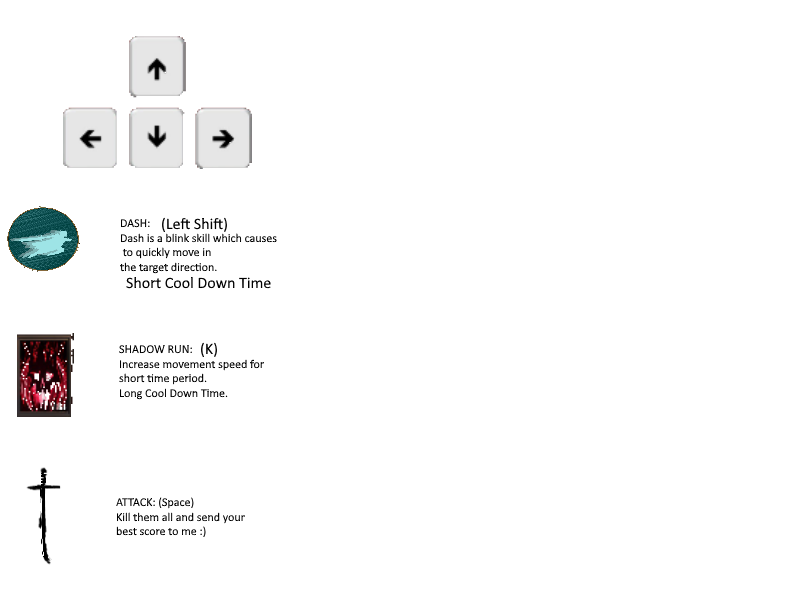 DASH: (Left Shift)
Dash is a blink skill which causes
to quickly move in
the target direction.
Short Cool Down Time
SHADOW RUN: (K)
Increase movement speed for
short time period.
Long Cool Down Time.
ATTACK: (Space)
Kill them all and send your
best score to me :)